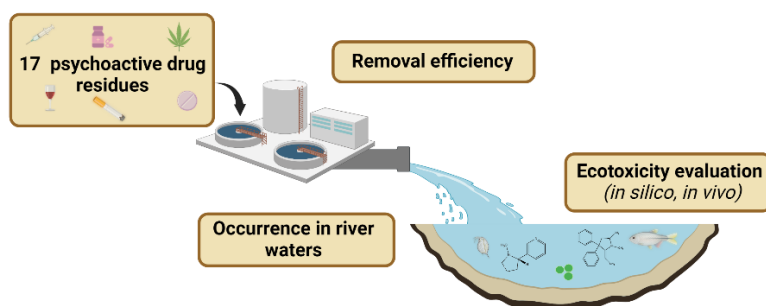 17 psychoactive drug
residues
Removal efficiency
Ecotoxicity evaluation
(in silico, in vivo)
Occurrence in river
waters